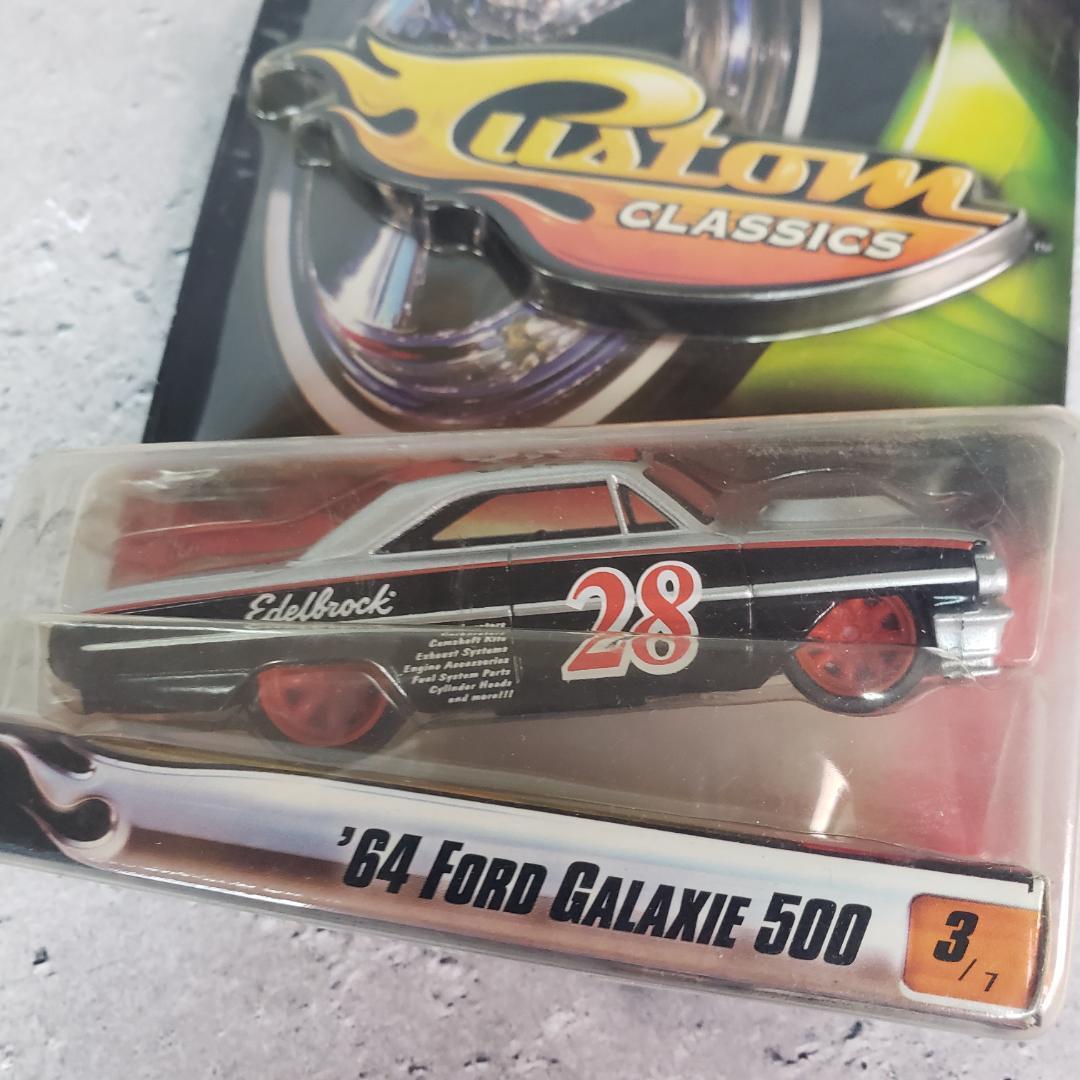 Custom
CLASSICS
TM
Edelbrock
28
Camshaft Kits
Exhaust Systems
Engine Accessories
Fuel System Parts
Cylinder Heads
and more!!!
'64 FORD GALAXIE 500
3/7